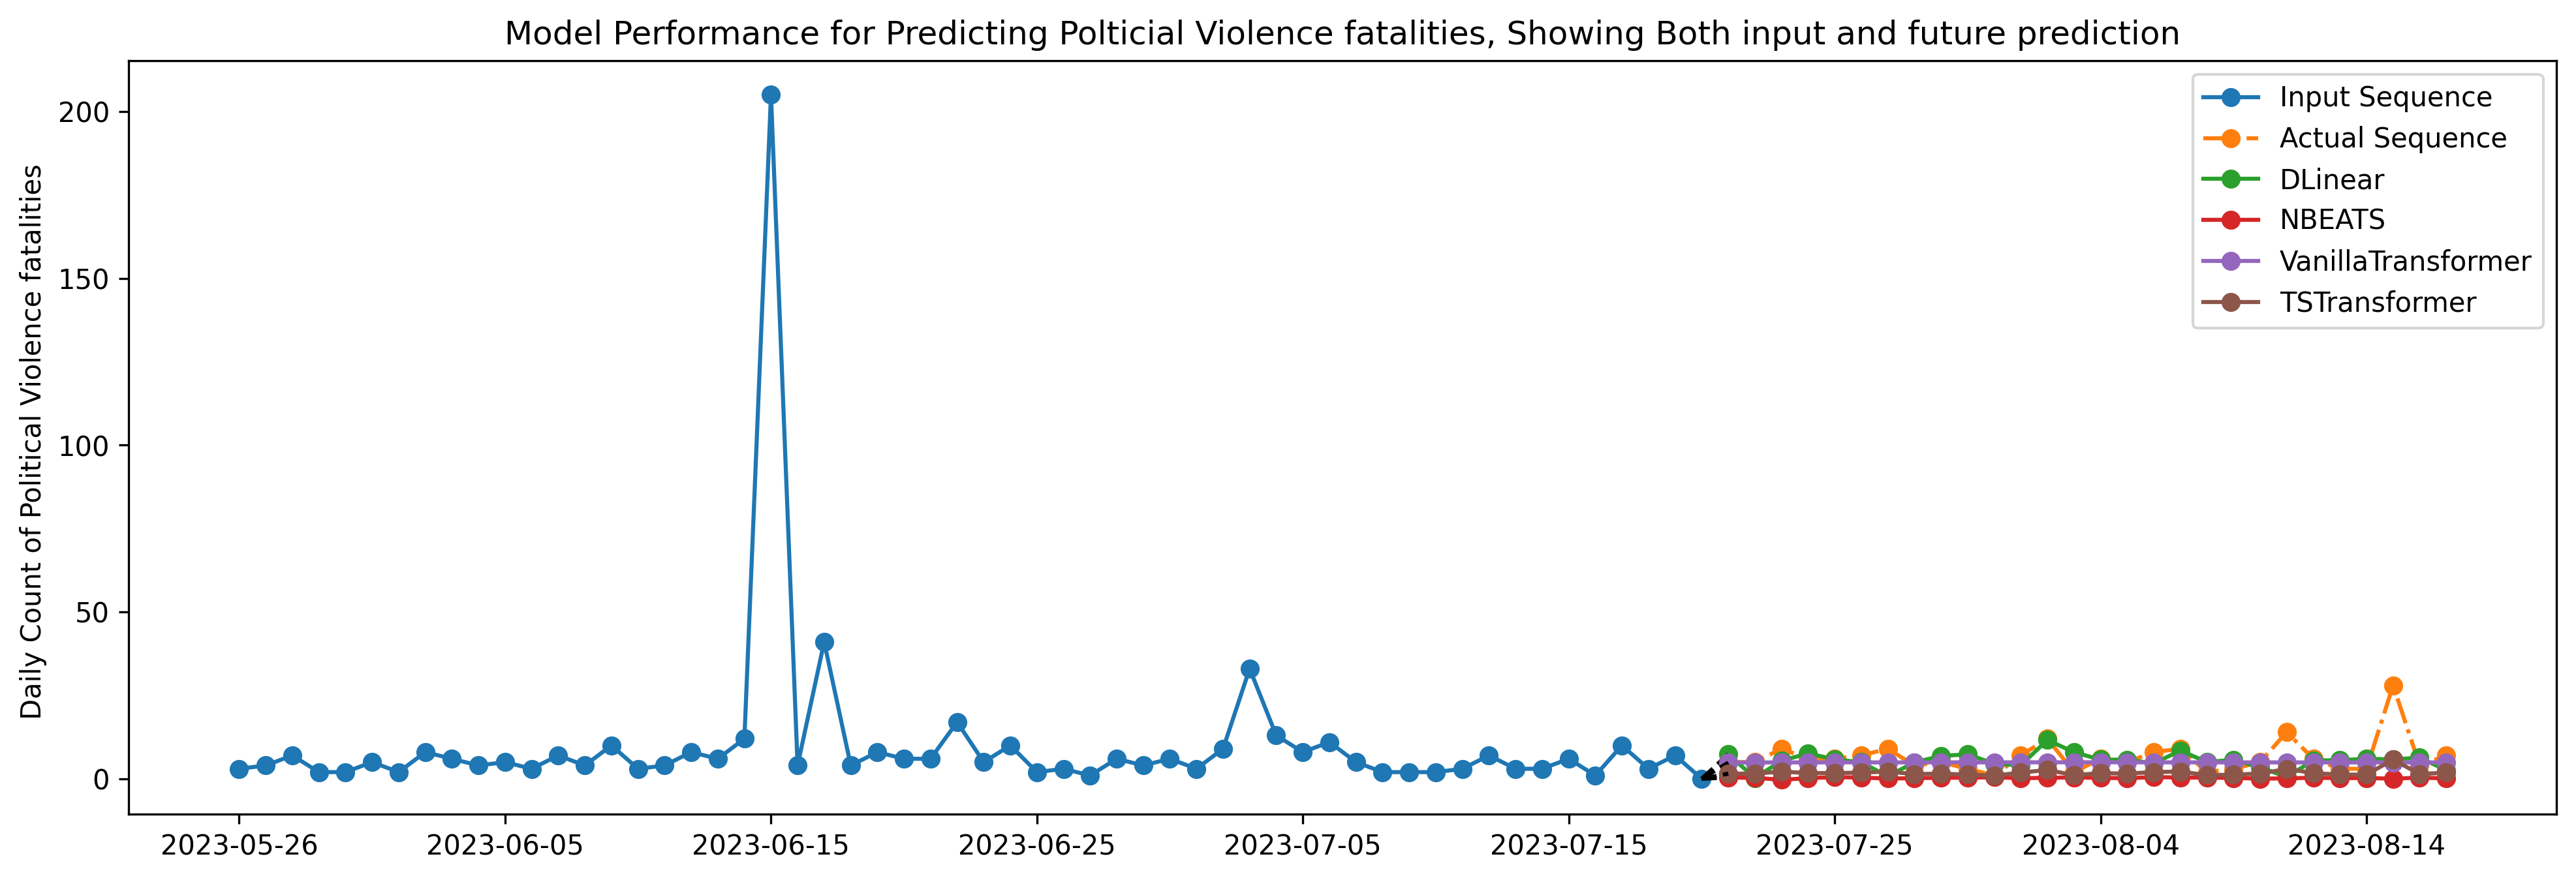 Model Performance for Predicting Polticial Violence fatalities, Showing Both input and future prediction
Daily Count of Political Violence fatalities
200
150
100
50
0
Input Sequence
Actual Sequence
DLinear
NBEATS
VanillaTransformer
TSTransformer
2023-05-26
2023-06-05
2023-06-15
2023-06-25
2023-07-05
2023-07-15
2023-07-25
2023-08-04
2023-08-14